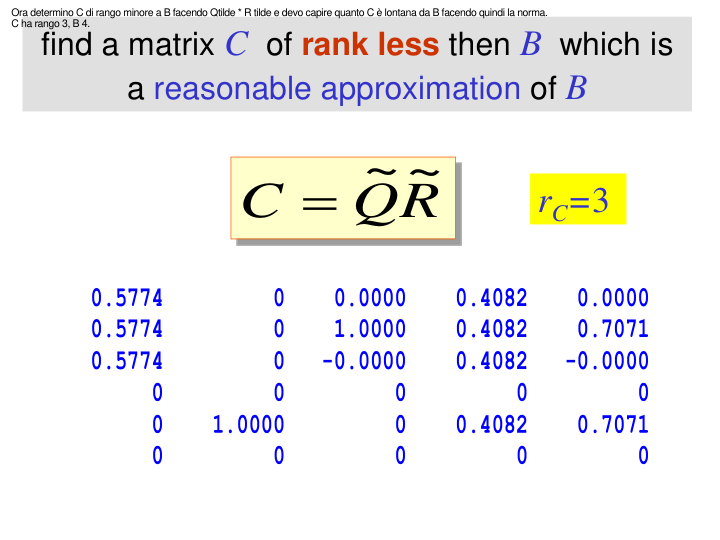 Ora determino C di rango minore a B facendo Qtilde * R tilde e devo capire quanto C è lontana da B facendo quindi la norma.
C ha rango 3, B 4.
find a matrix C of rank less then B which is
a reasonable approximation of B
C = Q̃R̃
r_C=3
0.5774 0 0.0000 0.4082 0.0000
0.5774 0 1.0000 0.4082 0.7071
0.5774 0 -0.0000 0.4082 -0.0000
0 0 0 0 0
0 1.0000 0 0.4082 0.7071
0 0 0 0 0